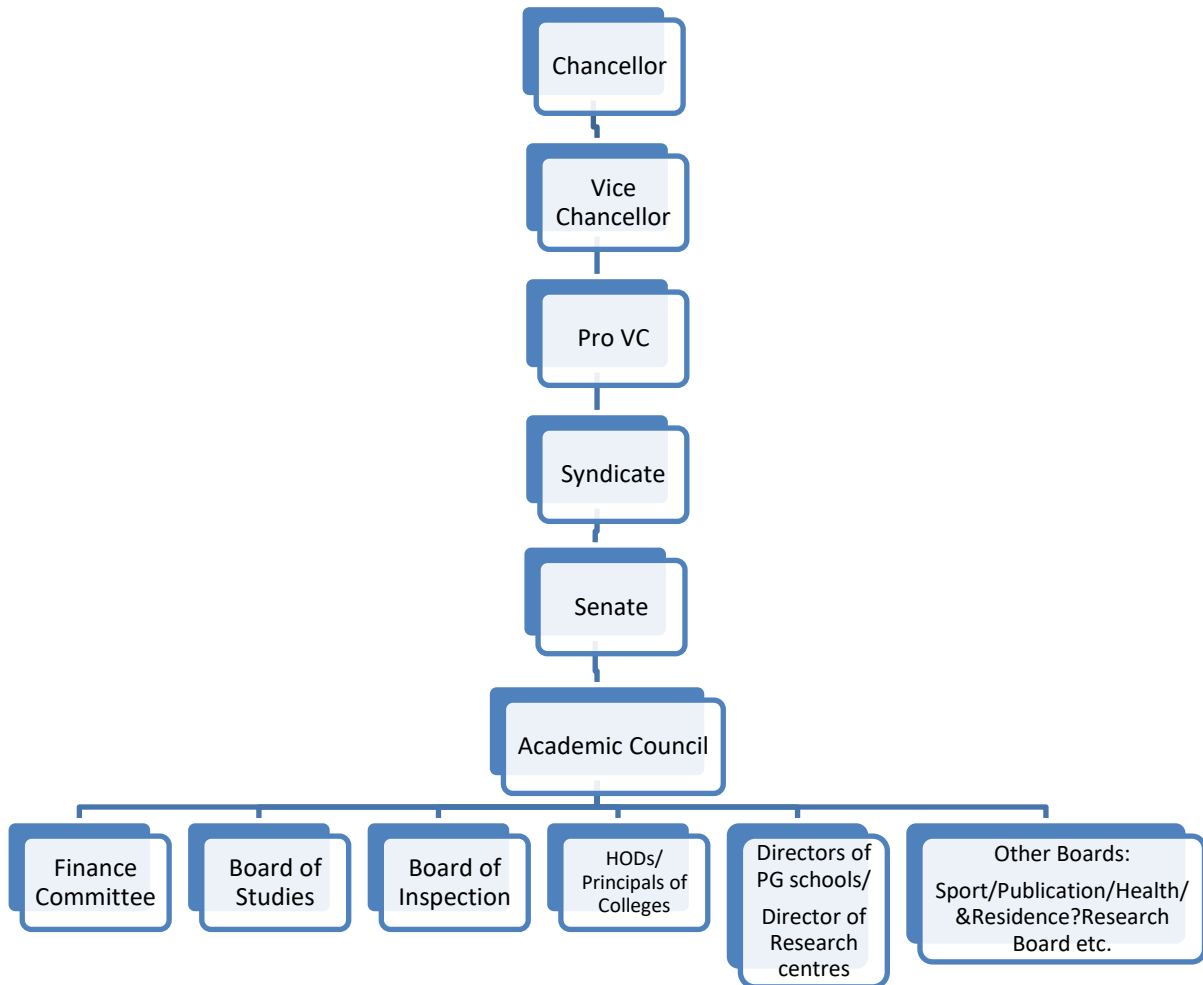 Chancellor
Vice
Chancellor
Pro VC
Syndicate
Senate
Academic Council
Finance
Committee
Board of
Studies
Board of
Inspection
HODs/
Principals of
Colleges
Directors of
PG schools/
Director of
Research
centres
Other Boards:
Sport/Publication/Health/
&Residence?Research
Board etc.